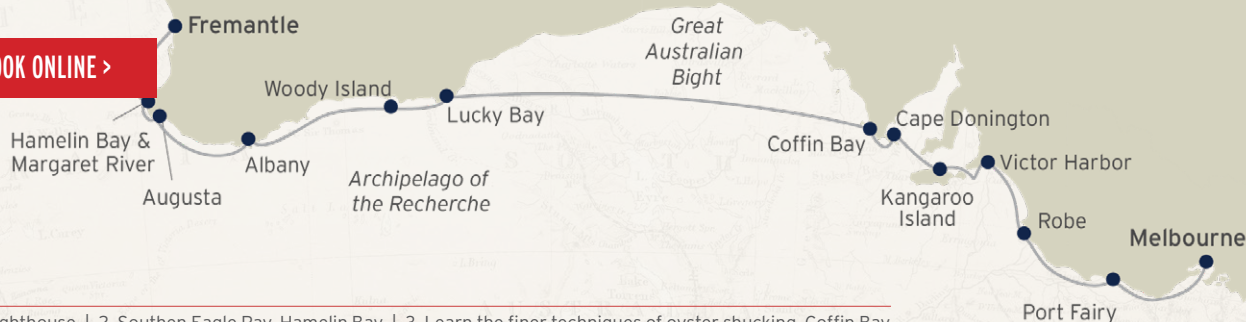 Fremantle
Great
Australian
Bight
OOK ONLINE >
Woody Island
Lucky Bay
Cape Donington
Coffin Bay
Hamelin Bay &
Margaret River
Albany
Victor Harbor
Archipelago of
the Recherche
Augusta
Kangaroo
Island
Robe
Melbourne
Port Fairy
ghthouse | 2. Southen Eagle Ray, Hamelin Bay | 3. Learn the finer techniques of oyster shucking, Coffin Bay